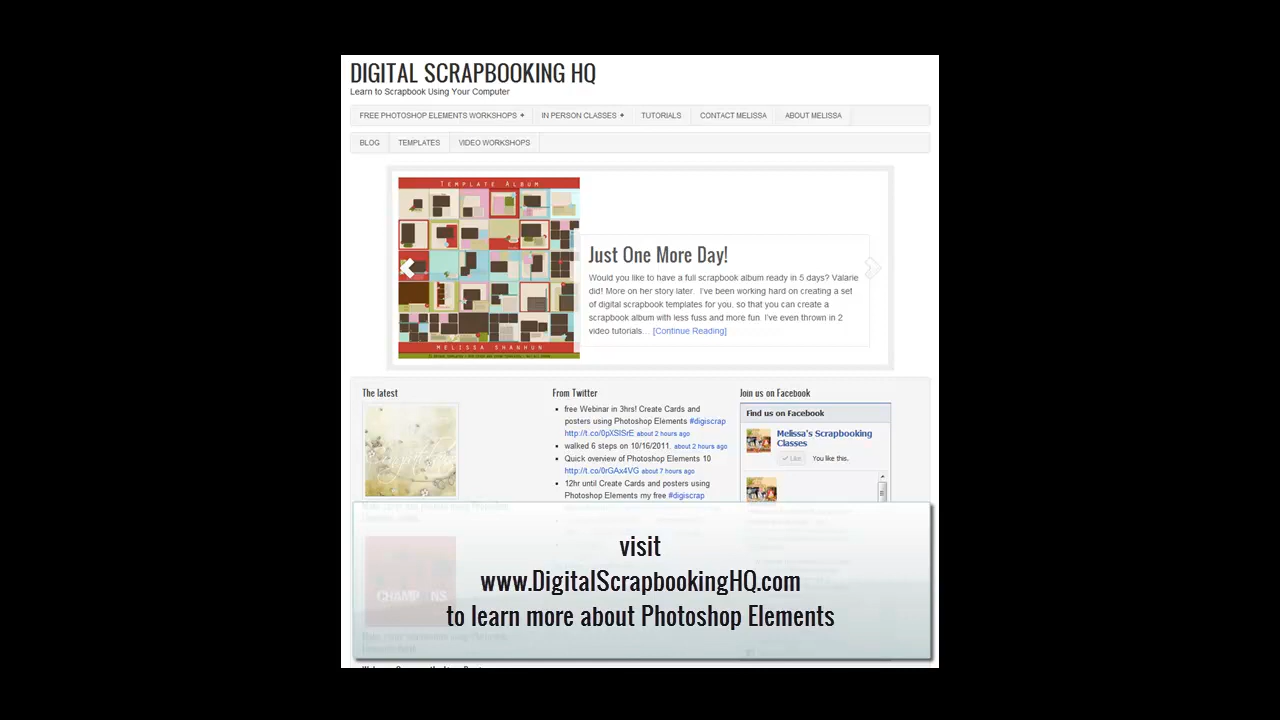 DIGITAL SCRAPBOOKING HQ
Learn to Scrapbook Using Your Computer
FREE PHOTOSHOP ELEMENTS WORKSHOPS
IN PERSON CLASSES
TUTORIALS
CONTACT MELISSA
ABOUT MELISSA
BLOG
TEMPLATES
VIDEO WORKSHOPS
TEMPLATE ALBUM
MELISSA SHANHUN
Just One More Day!
Would you like to have a full scrapbook album ready in 5 days? Valarie
did! More on her story later. I've been working hard on creating a set
of digital scrapbook templates for you, so that you can create a
scrapbook album with less fuss and more fun. I've even thrown in 2
video tutorials... [Continue Reading]
The latest
From Twitter
free Webinar in 3hrs! Create Cards and
posters using Photoshop Elements #digiscrap
http://t.co/0pXSISrE about 2 hours ago
walked 6 steps on 10/16/2011. about 2 hours ago
Quick overview of Photoshop Elements 10
http://t.co/0rGAx4VG about 7 hours ago
12hr until Create Cards and posters using
Photoshop Elements my free #digiscrap
Join us on Facebook
Find us on Facebook
Melissa's Scrapbooking
Classes
Like
You like this.
visit
www.DigitalScrapbookingHQ.com
to learn more about Photoshop Elements